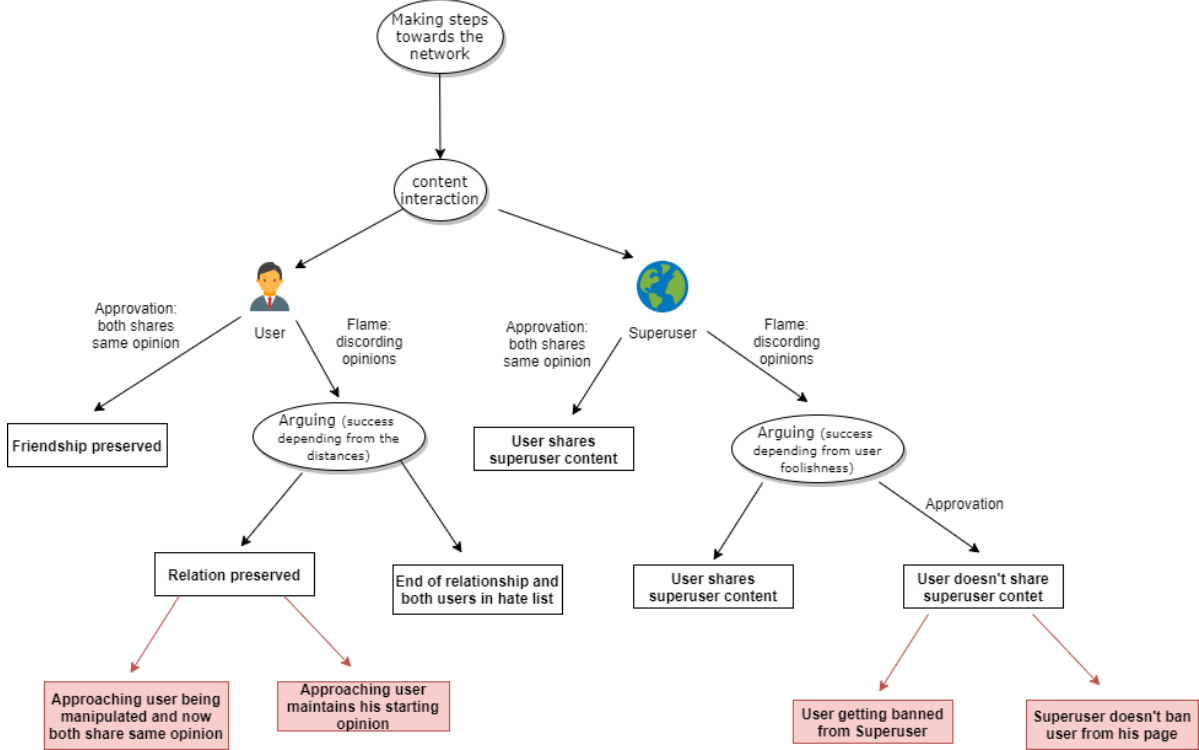 Making steps
towards the
network
content
interaction
User
Superuser
Approvation:
both shares
same opinion
Flame:
discording
opinions
Approvation:
both shares
same opinion
Flame:
discording
opinions
Friendship preserved
Arguing (success
depending from the
distances)
User shares
superuser content
Arguing (success
depending from user
foolishness)
Approvation
Relation preserved
End of relationship and
both users in hate list
User shares
superuser content
User doesn't share
superuser contet
Approaching user being
manipulated and now
both share same opinion
Approaching user
maintains his starting
opinion
User getting banned
from Superuser
Superuser doesn't ban
user from his page